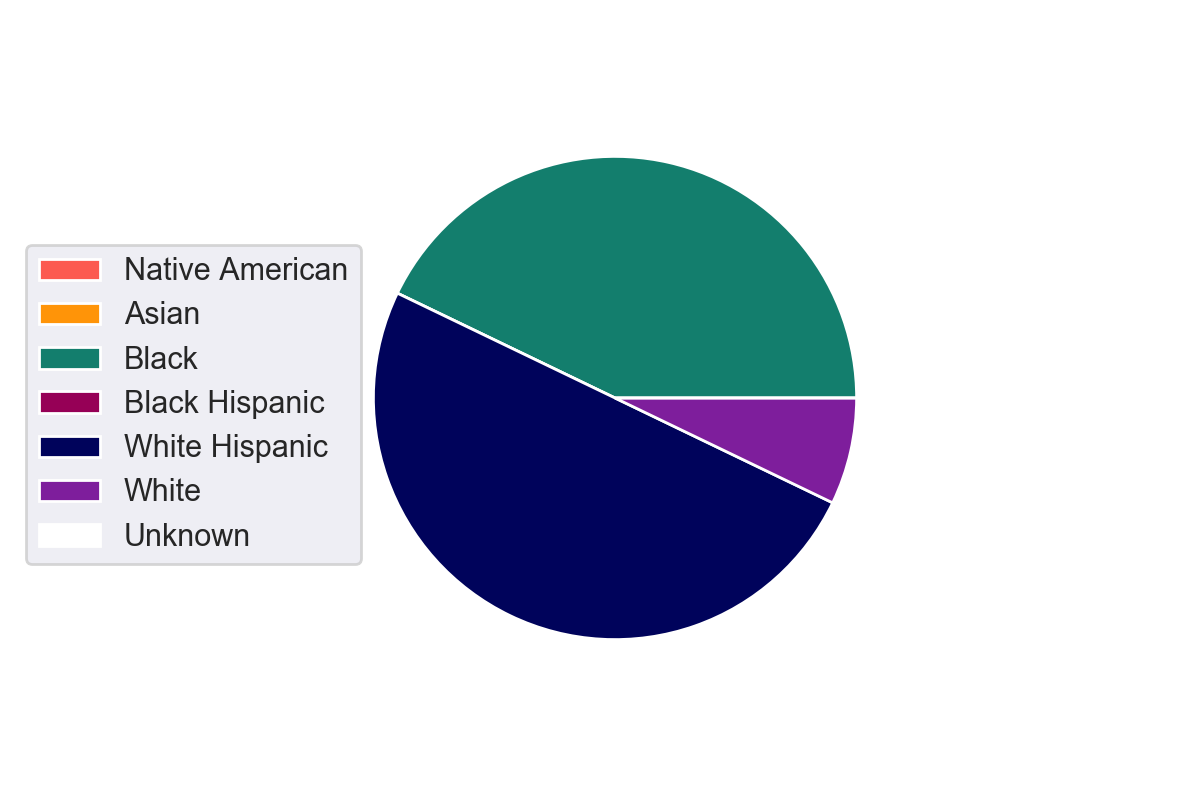 Native American
Asian
Black
Black Hispanic
White Hispanic
White
Unknown